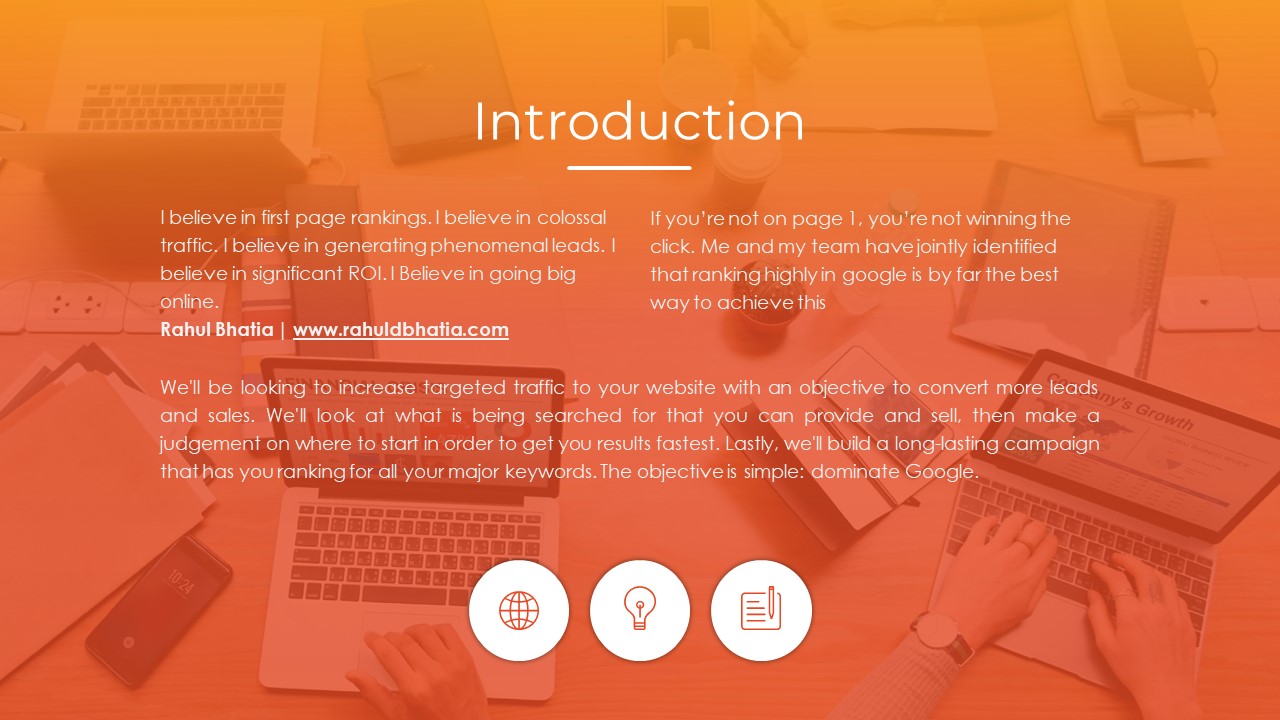 Introduction
I believe in first page rankings. I believe in colossal
traffic. I believe in generating phenomenal leads. I
believe in significant ROI. I Believe in going big
online.
Rahul Bhatia | www.rahuldbhatia.com
If you’re not on page 1, you’re not winning the
click. Me and my team have jointly identified
that ranking highly in google is by far the best
way to achieve this
We'll be looking to increase targeted traffic to your website with an objective to convert more leads
and sales. We'll look at what is being searched for that you can provide and sell, then make a
judgement on where to start in order to get you results fastest. Lastly, we'll build a long-lasting campaign
that has you ranking for all your major keywords. The objective is simple: dominate Google.
Company's Growth
10:24